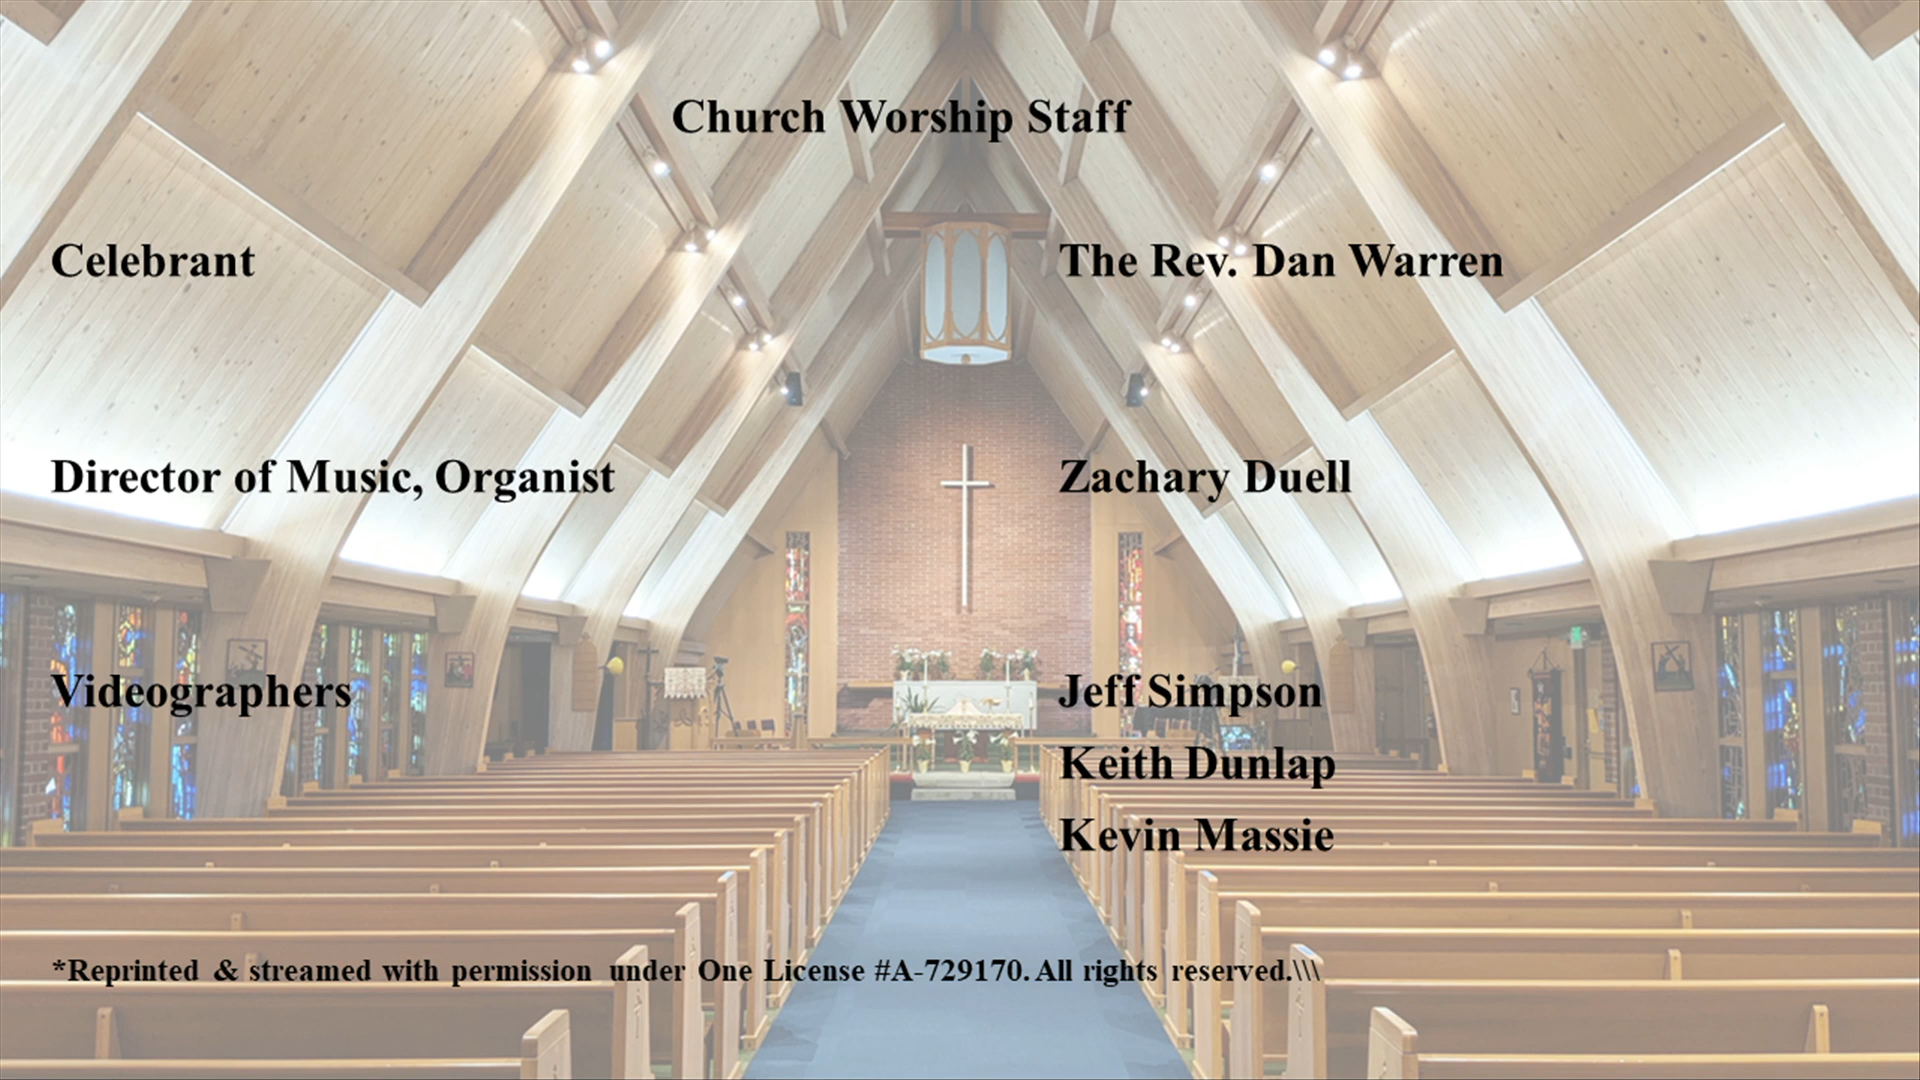 Church Worship Staff
Celebrant The Rev. Dan Warren
Director of Music, Organist Zachary Duell
Videographers Jeff Simpson
Keith Dunlap
Kevin Massie
*Reprinted & streamed with permission under One License #A-729170. All rights reserved.\\\